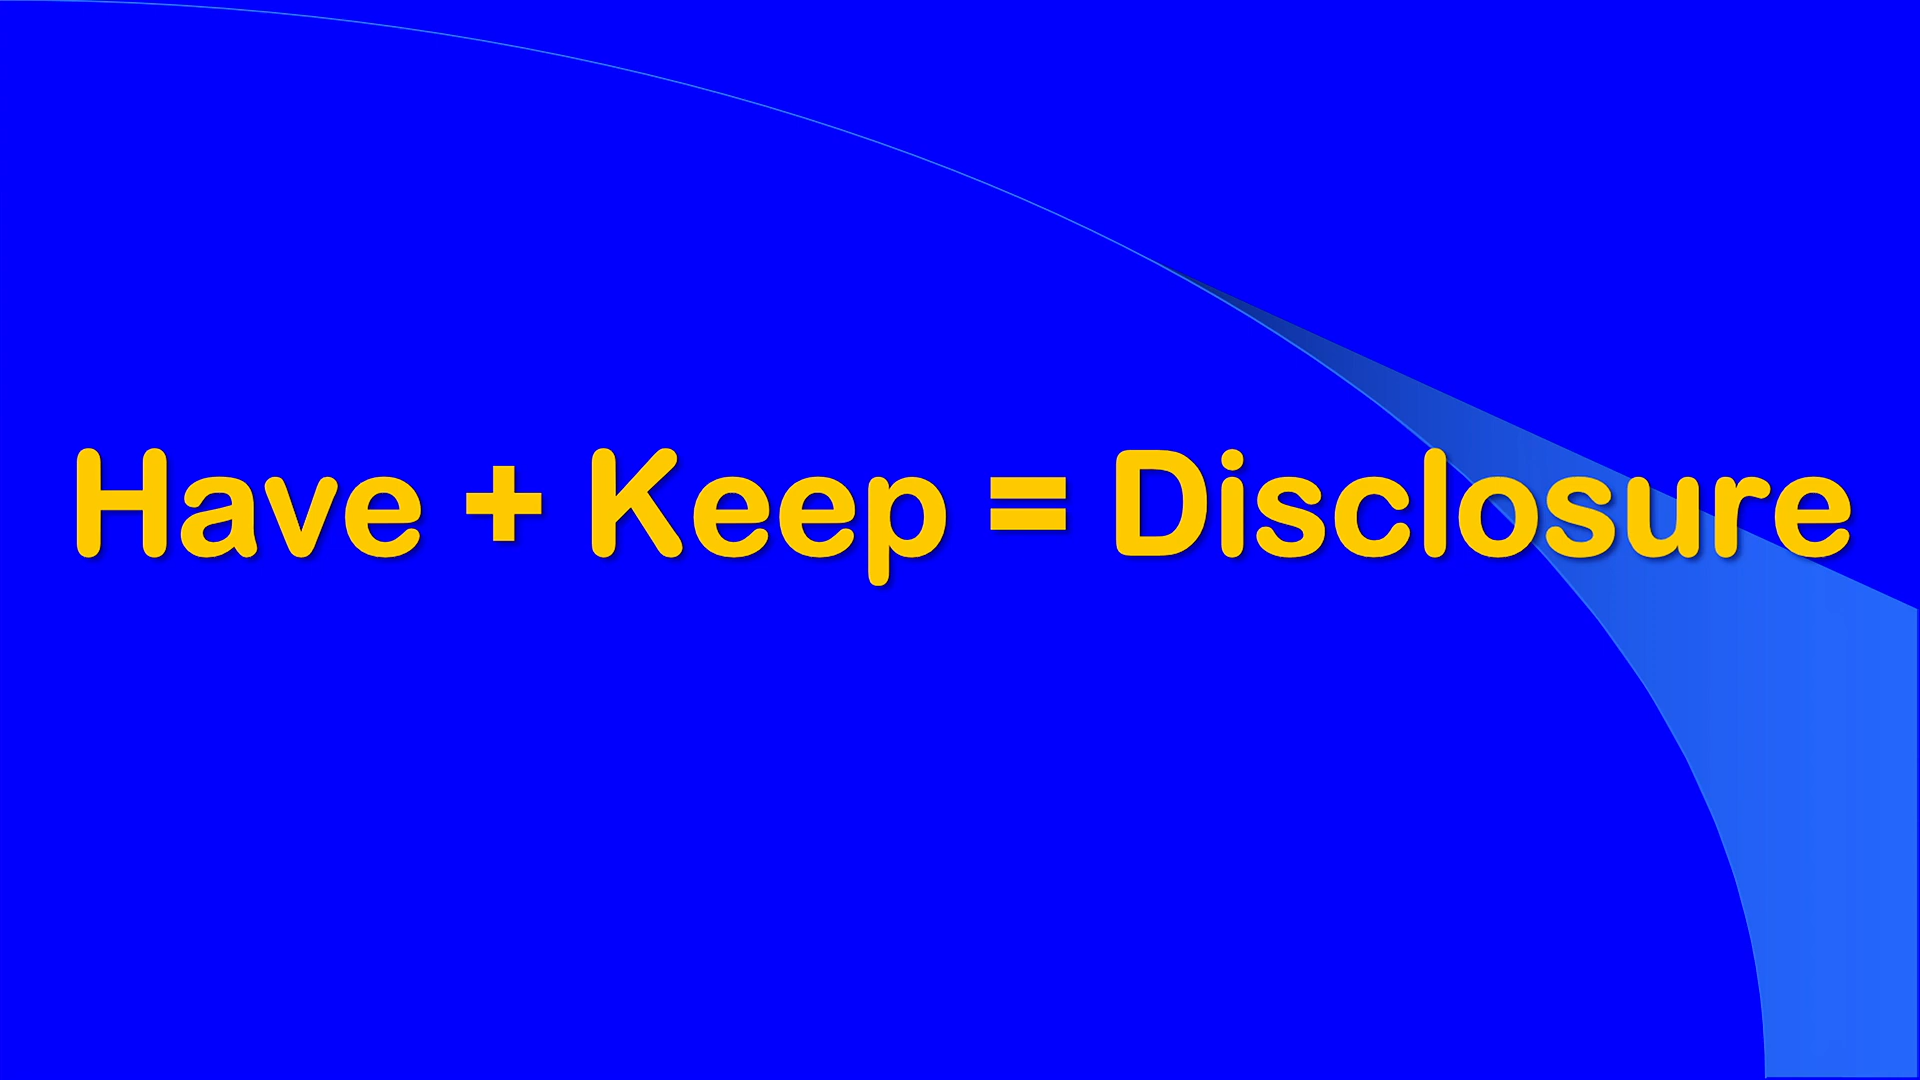 Have + Keep = Disclosure